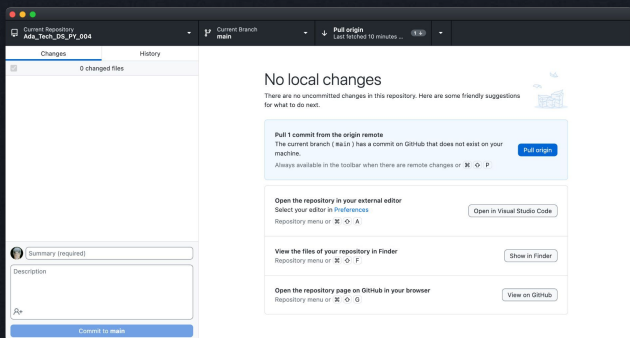 Current Repository
Ada_Tech_DS_PY_004
Current Branch
main
Pull origin
Last fetched 10 minutes ...
1
Changes
History
0 changed files
No local changes
There are no uncommitted changes in this repository. Here are some friendly suggestions
for what to do next.
Pull 1 commit from the origin remote
The current branch (main) has a commit on GitHub that does not exist on your
machine.
Pull origin
Always available in the toolbar when there are remote changes or ⌘ ⇧ P
Open the repository in your external editor
Select your editor in Preferences
Repository menu or ⌘ ⇧ A
Open in Visual Studio Code
View the files of your repository in Finder
Repository menu or ⌘ ⇧ F
Show in Finder
Open the repository page on GitHub in your browser
Repository menu or ⌘ ⇧ G
View on GitHub
Summary (required)
Description
Commit to main